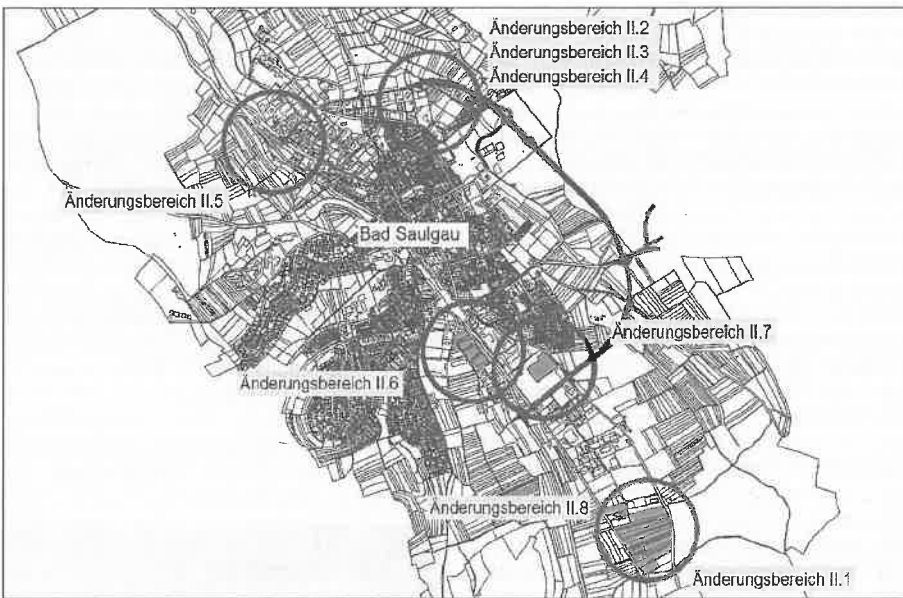 Änderungsbereich II.2
Änderungsbereich II.3
Änderungsbereich II.4
Änderungsbereich II.5
Bad Saulgau
Änderungsbereich II.7
Änderungsbereich II.6
Änderungsbereich II.8
Änderungsbereich II.1